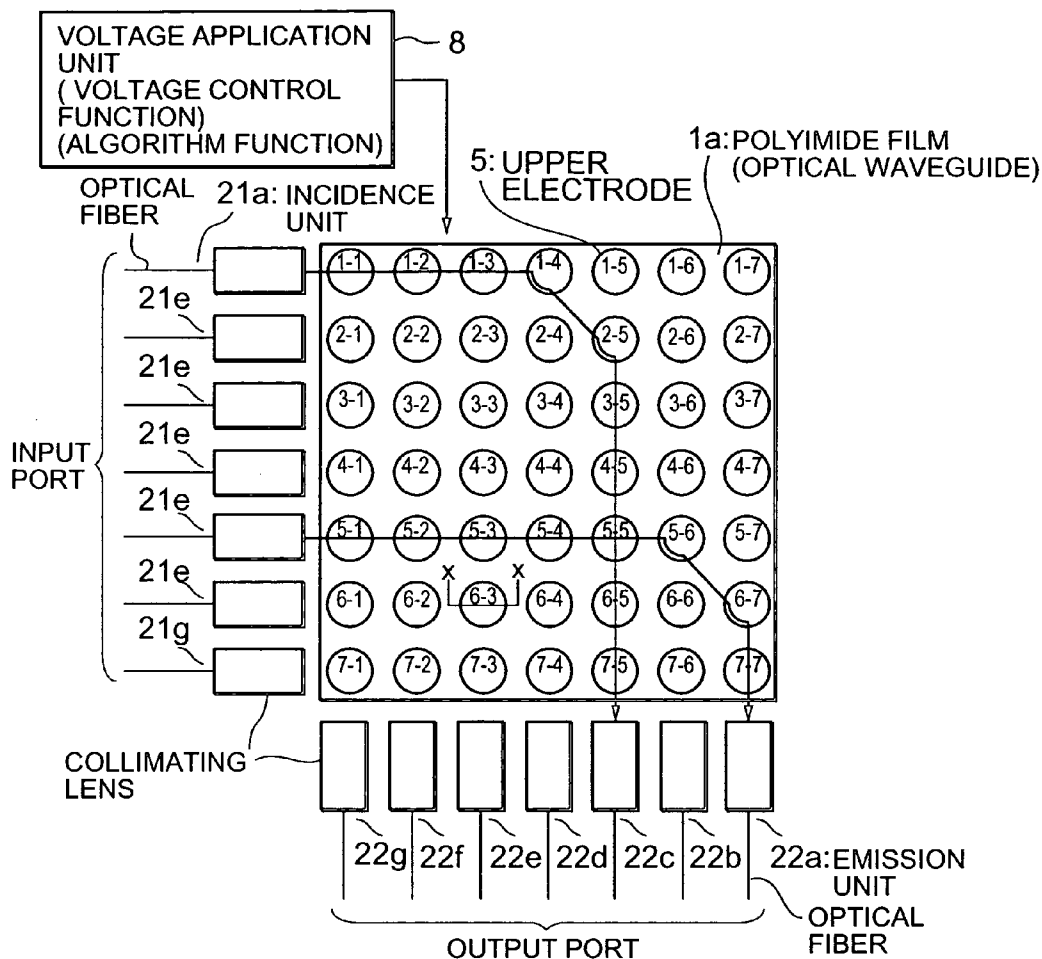 VOLTAGE APPLICATION
UNIT
( VOLTAGE CONTROL
FUNCTION)
(ALGORITHM FUNCTION)
8
1a: POLYIMIDE FILM
(OPTICAL WAVEGUIDE)
5: UPPER
ELECTRODE
OPTICAL
FIBER
21a: INCIDENCE
UNIT
1-1 1-2 1-3 1-4 1-5 1-6 1-7
21e
2-1 2-2 2-3 2-4 2-5 2-6 2-7
21e
3-1 3-2 3-3 3-4 3-5 3-6 3-7
21e
INPUT
PORT
4-1 4-2 4-3 4-4 4-5 4-6 4-7
21e
5-1 5-2 5-3 5-4 5-5 5-6 5-7
21e
x x
6-1 6-2 6-3 6-4 6-5 6-6 6-7
21g
7-1 7-2 7-3 7-4 7-5 7-6 7-7
COLLIMATING
LENS
22g 22f 22e 22d 22c 22b 22a: EMISSION
UNIT
OPTICAL
FIBER
OUTPUT PORT